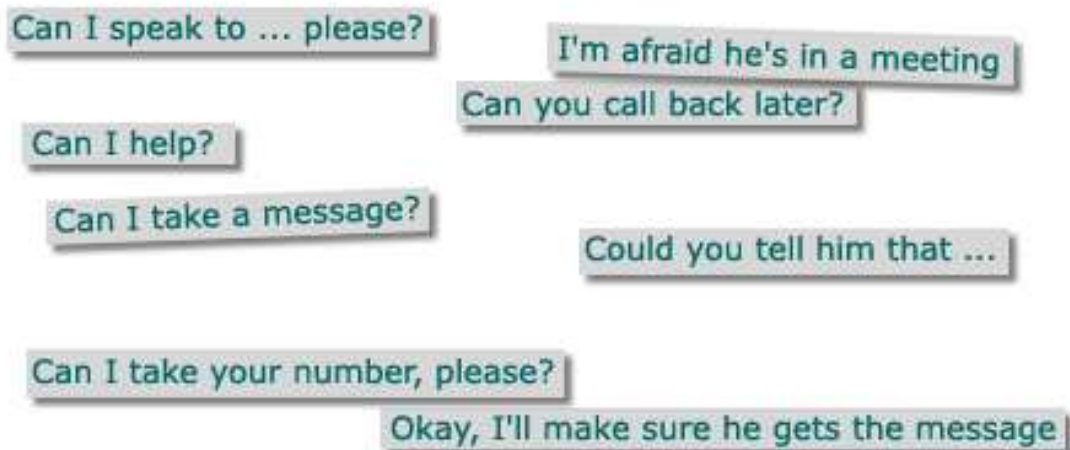 Can I speak to ... please?
I'm afraid he's in a meeting
Can you call back later?
Can I help?
Can I take a message?
Could you tell him that ...
Can I take your number, please?
Okay, I'll make sure he gets the message